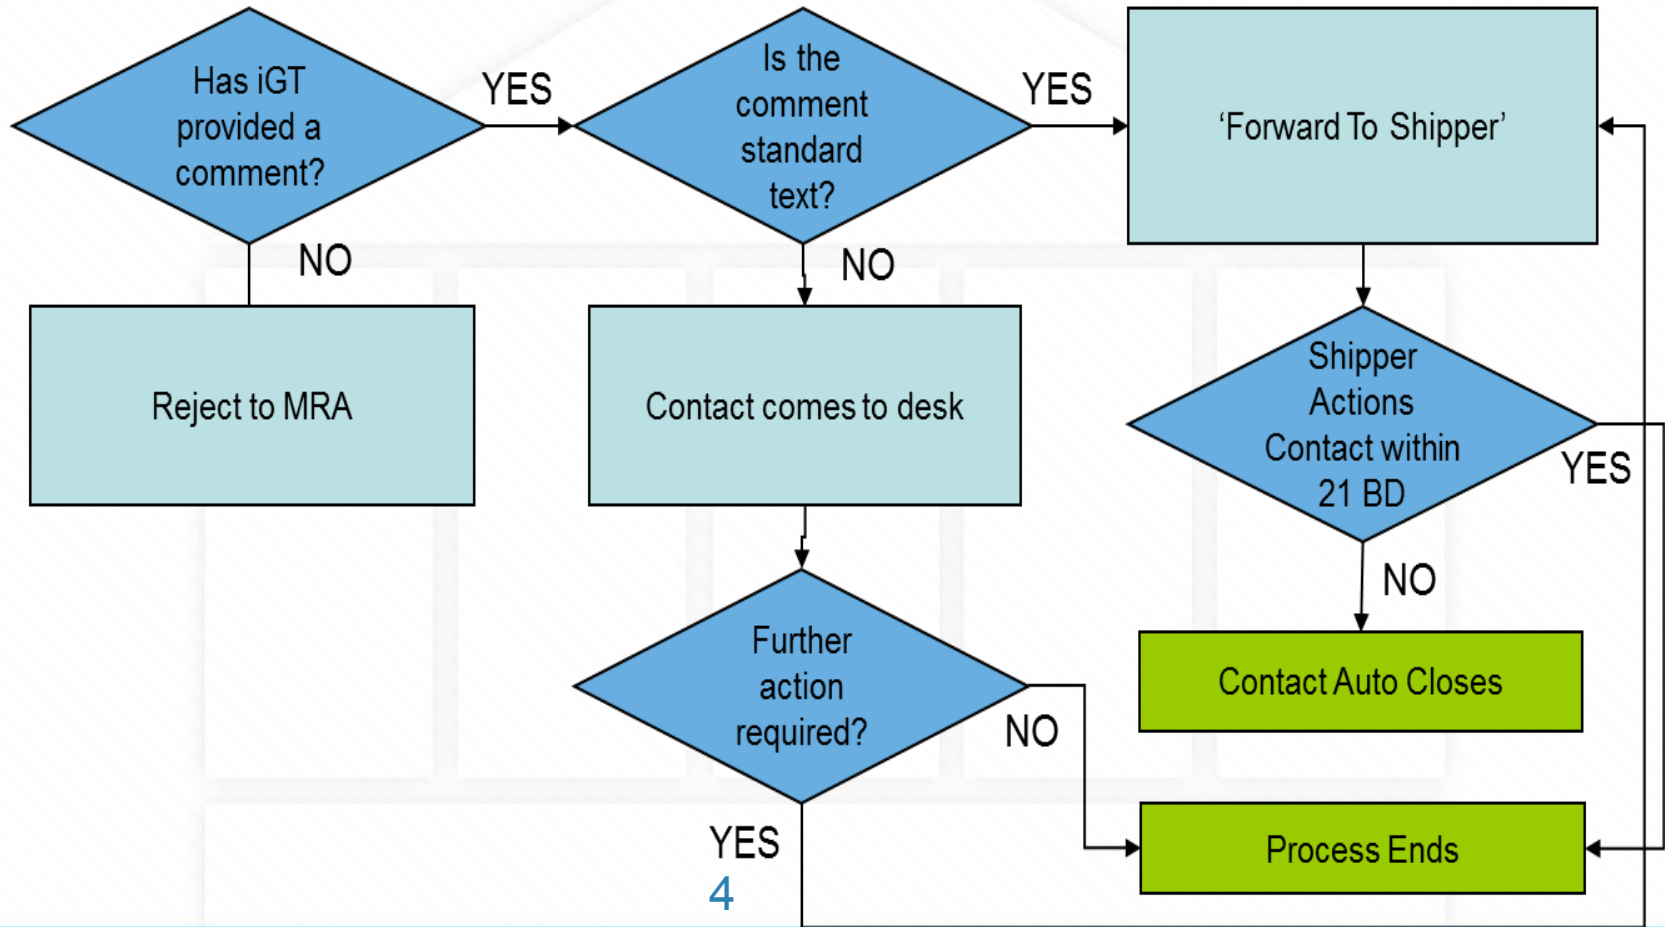 Has iGT
provided a
comment?
YES
Is the
comment
standard
text?
YES
‘Forward To Shipper’
NO
NO
Reject to MRA
Contact comes to desk
Shipper
Actions
Contact within
21 BD
YES
NO
Further
action
required?
NO
Contact Auto Closes
YES
Process Ends
4